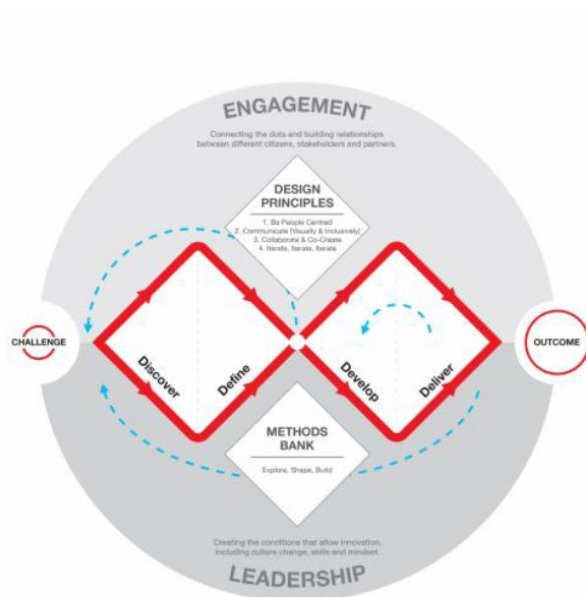 ENGAGEMENT
Connecting the dots and building relationships
between different citizens, stakeholders and partners.
DESIGN
PRINCIPLES
1. Be People Centred
2. Communicate (Visually & Inclusively)
3. Collaborate & Co-Create
4. Iterate, Iterate, Iterate
CHALLENGE
OUTCOME
Discover
Define
Develop
Deliver
METHODS
BANK
Explore, Shape, Build
Creating the conditions that allow innovation,
including culture change, skills and mindset.
LEADERSHIP